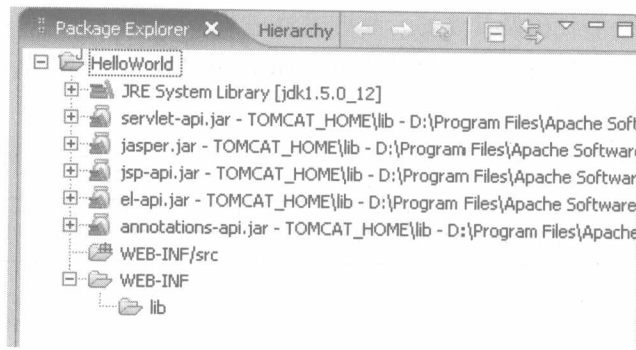 Package Explorer Hierarchy
HelloWorld
JRE System Library [jdk1.5.0_12]
servlet-api.jar - TOMCAT_HOME\lib - D:\Program Files\Apache Soft
jasper.jar - TOMCAT_HOME\lib - D:\Program Files\Apache Software
jsp-api.jar - TOMCAT_HOME\lib - D:\Program Files\Apache Softwar
el-api.jar - TOMCAT_HOME\lib - D:\Program Files\Apache Software
annotations-api.jar - TOMCAT_HOME\lib - D:\Program Files\Apache
WEB-INF/src
WEB-INF
lib